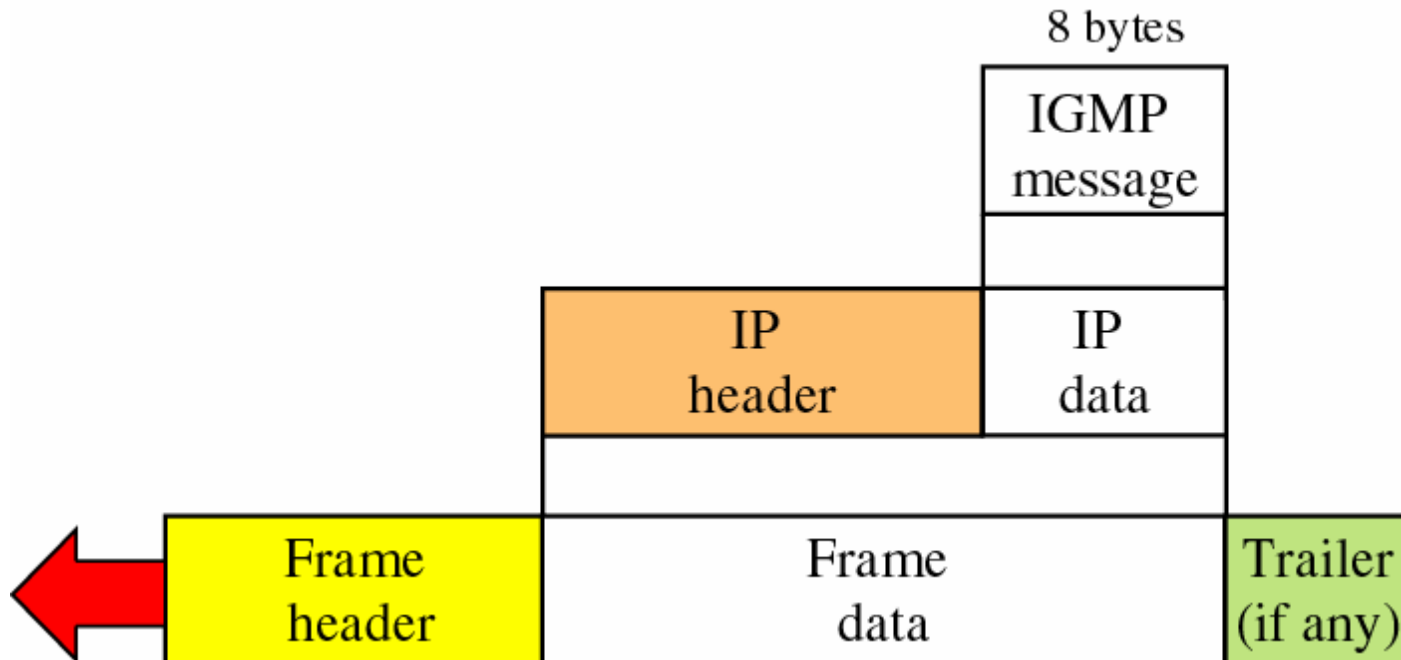 8 bytes
IGMP
message
IP
header
IP
data
Frame
header
Frame
data
Trailer
(if any)